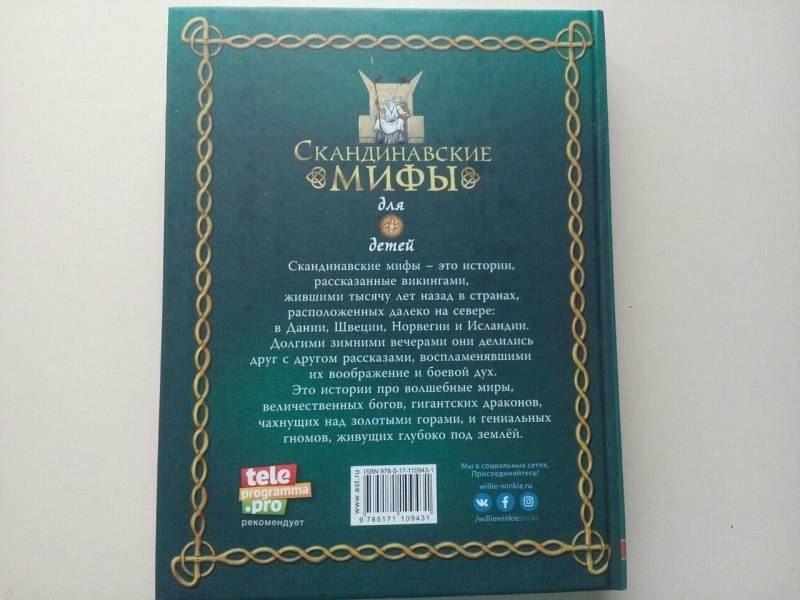 Скандинавские
мифы
для
детей
Скандинавские мифы – это истории,
рассказанные викингами,
жившими тысячу лет назад в странах,
расположенных далеко на севере:
в Дании, Швеции, Норвегии и Исландии.
Долгими зимними вечерами они делились
друг с другом рассказами, воспламенявшими
их воображение и боевой дух.
Это истории про волшебные миры,
величественных богов, гигантских драконов,
чахнущих над золотыми горами, и гениальных
гномов, живущих глубоко под землёй.
tele
programma
.pro
рекомендует
www.ast.ru
ISBN 978-5-17-110943-1
9 785171 109431
Мы в социальных сетях.
Присоединяйтесь!
willie-winkie.ru
/williewinkiebooks